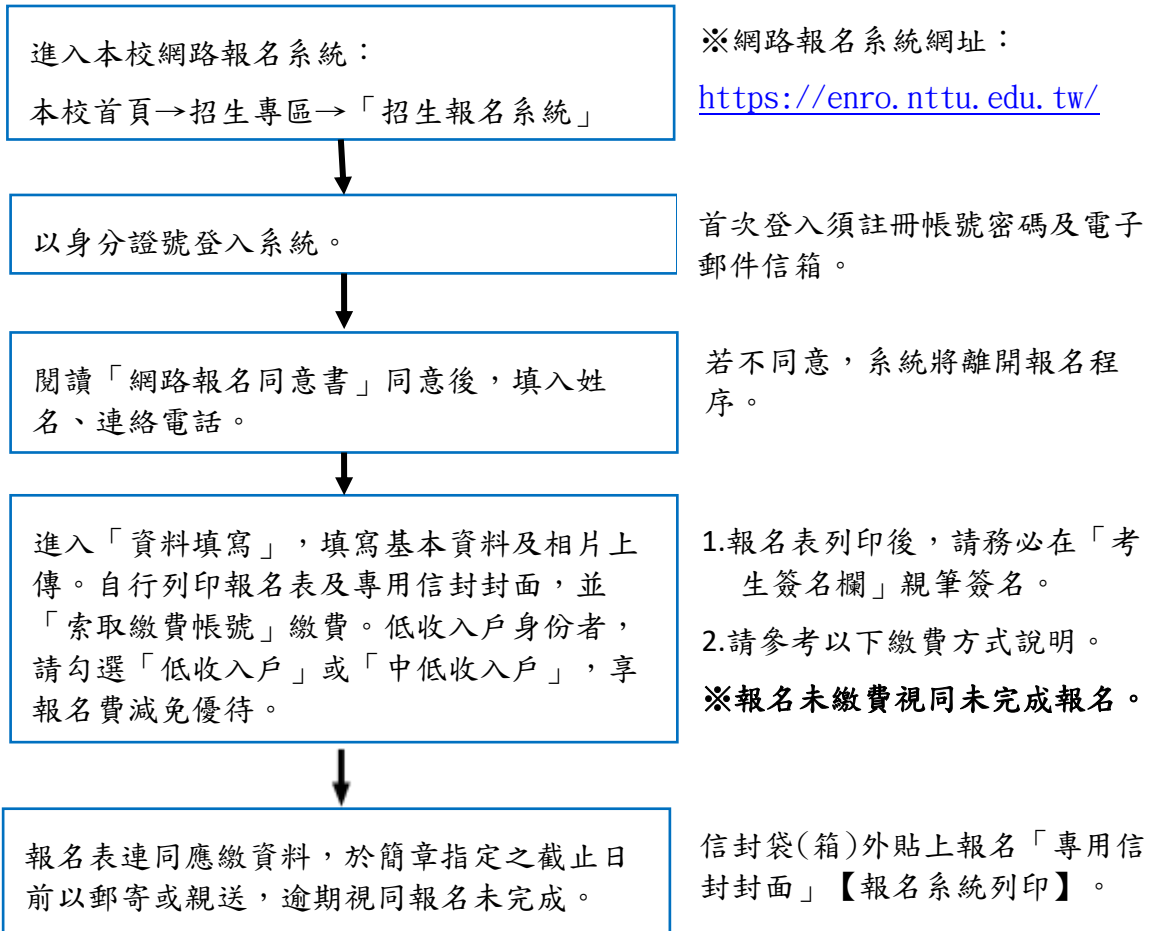 進入本校網路報名系統：
本校首頁→招生專區→「招生報名系統」
※網路報名系統網址：
https://enro.nttu.edu.tw/
以身分證號登入系統。
首次登入須註冊帳號密碼及電子
郵件信箱。
閱讀「網路報名同意書」同意後，填入姓
名、連絡電話。
若不同意，系統將離開報名程
序。
進入「資料填寫」，填寫基本資料及相片上
傳。自行列印報名表及專用信封封面，並
「索取繳費帳號」繳費。低收入戶身份者，
請勾選「低收入戶」或「中低收入戶」，享
報名費減免優待。
1.報名表列印後，請務必在「考
生簽名欄」親筆簽名。
2.請參考以下繳費方式說明。
※報名未繳費視同未完成報名。
報名表連同應繳資料，於簡章指定之截止日
前以郵寄或親送，逾期視同報名未完成。
信封袋(箱)外貼上報名「專用信
封封面」【報名系統列印】。